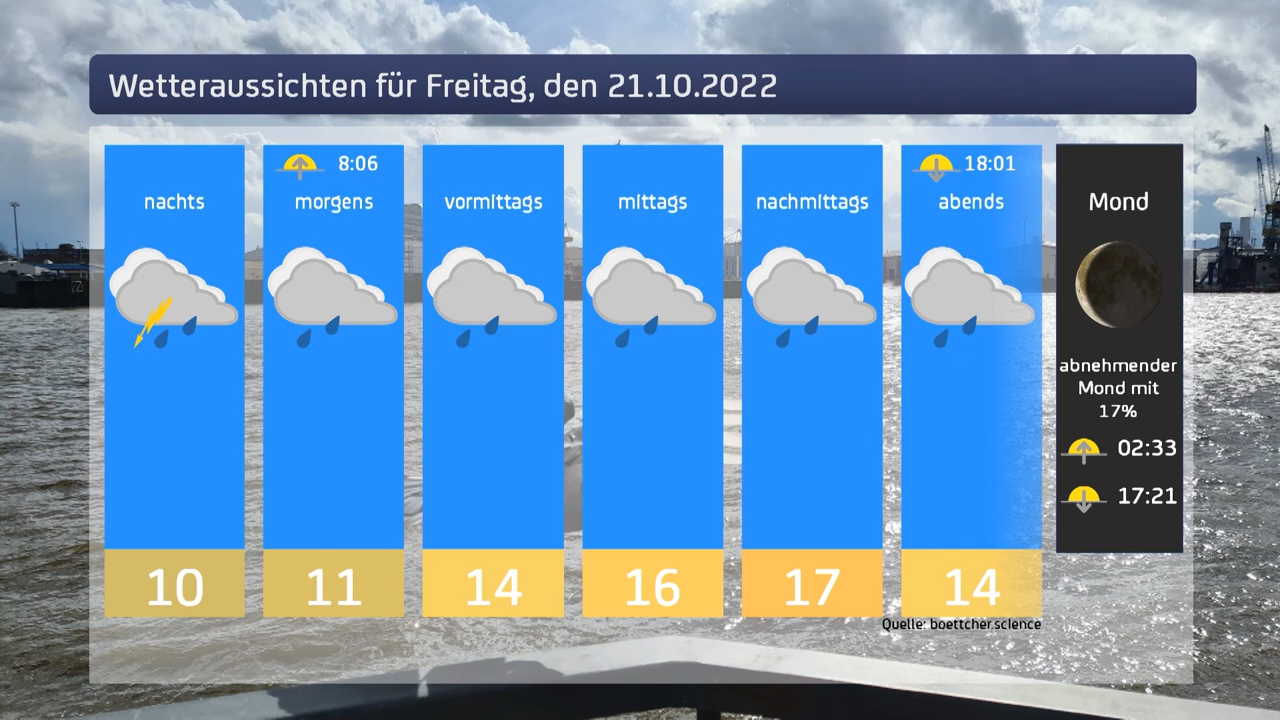 Wetteraussichten für Freitag, den 21.10.2022
nachts
8:06
morgens
vormittags
mittags
nachmittags
18:01
abends
Mond
abnehmender
Mond mit
17%
02:33
17:21
10
11
14
16
17
14
Quelle: boettcher.science